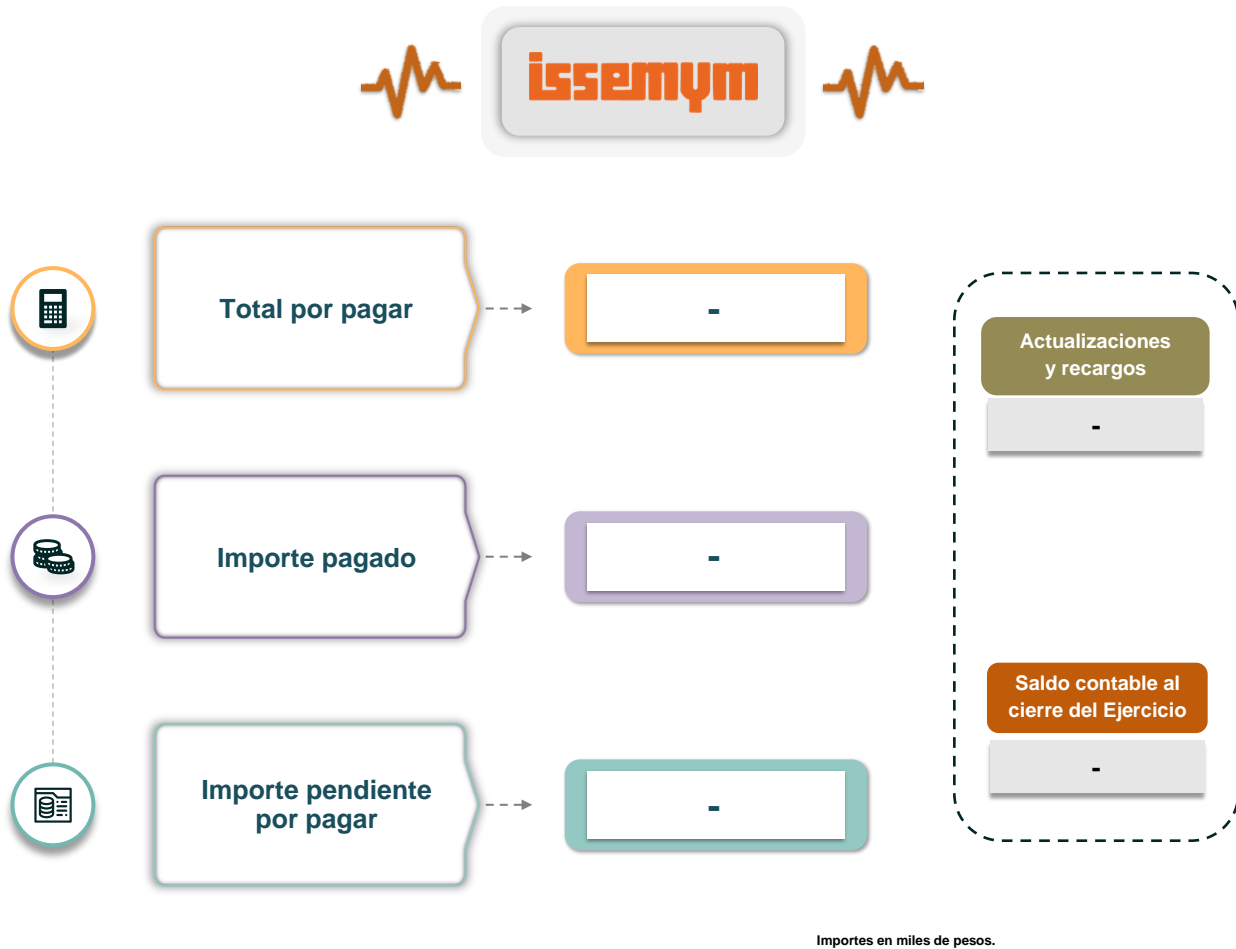 issemym
Total por pagar
-
Actualizaciones
y recargos
-
Importe pagado
-
Saldo contable al
cierre del Ejercicio
-
Importe pendiente
por pagar
-
Importes en miles de pesos.